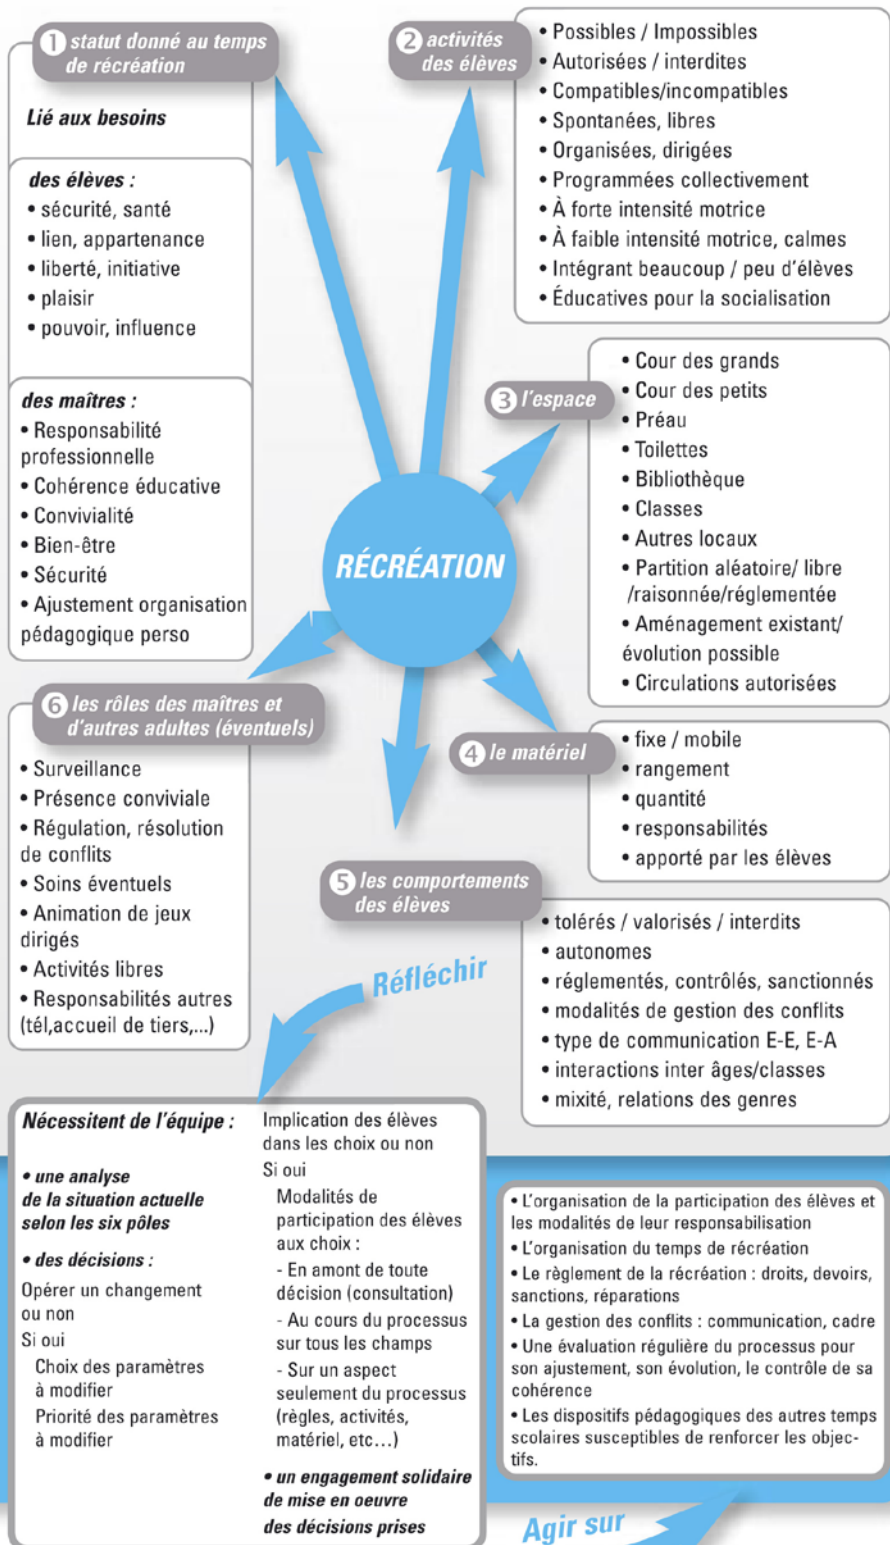 1 statut donné au temps
de récréation
Lié aux besoins
des élèves :
• sécurité, santé
• lien, appartenance
• liberté, initiative
• plaisir
• pouvoir, influence
des maîtres :
• Responsabilité
professionnelle
• Cohérence éducative
• Convivialité
• Bien-être
• Sécurité
• Ajustement organisation
pédagogique perso
2 activités
des élèves
• Possibles / Impossibles
• Autorisées / interdites
• Compatibles/incompatibles
• Spontanées, libres
• Organisées, dirigées
• Programmées collectivement
• À forte intensité motrice
• À faible intensité motrice, calmes
• Intégrant beaucoup / peu d'élèves
• Éducatives pour la socialisation
3 l'espace
• Cour des grands
• Cour des petits
• Préau
• Toilettes
• Bibliothèque
• Classes
• Autres locaux
• Partition aléatoire/ libre
/raisonnée/réglementée
• Aménagement existant/
évolution possible
• Circulations autorisées
RÉCRÉATION
4 le matériel
• fixe / mobile
• rangement
• quantité
• responsabilités
• apporté par les élèves
5 les comportements
des élèves
• tolérés / valorisés / interdits
• autonomes
• réglementés, contrôlés, sanctionnés
• modalités de gestion des conflits
• type de communication E-E, E-A
• interactions inter âges/classes
• mixité, relations des genres
6 les rôles des maîtres et
d'autres adultes (éventuels)
• Surveillance
• Présence conviviale
• Régulation, résolution
de conflits
• Soins éventuels
• Animation de jeux
dirigés
• Activités libres
• Responsabilités autres
(tél,accueil de tiers,...)
Réfléchir
Nécessitent de l'équipe :
• une analyse
de la situation actuelle
selon les six pôles
• des décisions :
Opérer un changement
ou non
Si oui
Choix des paramètres
à modifier
Priorité des paramètres
à modifier
Implication des élèves
dans les choix ou non
Si oui
Modalités de
participation des élèves
aux choix :
- En amont de toute
décision (consultation)
- Au cours du processus
sur tous les champs
- Sur un aspect
seulement du processus
(règles, activités,
matériel, etc…)
• un engagement solidaire
de mise en oeuvre
des décisions prises
• L'organisation de la participation des élèves et
les modalités de leur responsabilisation
• L'organisation du temps de récréation
• Le règlement de la récréation : droits, devoirs,
sanctions, réparations
• La gestion des conflits : communication, cadre
• Une évaluation régulière du processus pour
son ajustement, son évolution, le contrôle de sa
cohérence
• Les dispositifs pédagogiques des autres temps
scolaires susceptibles de renforcer les objec-
tifs.
Agir sur